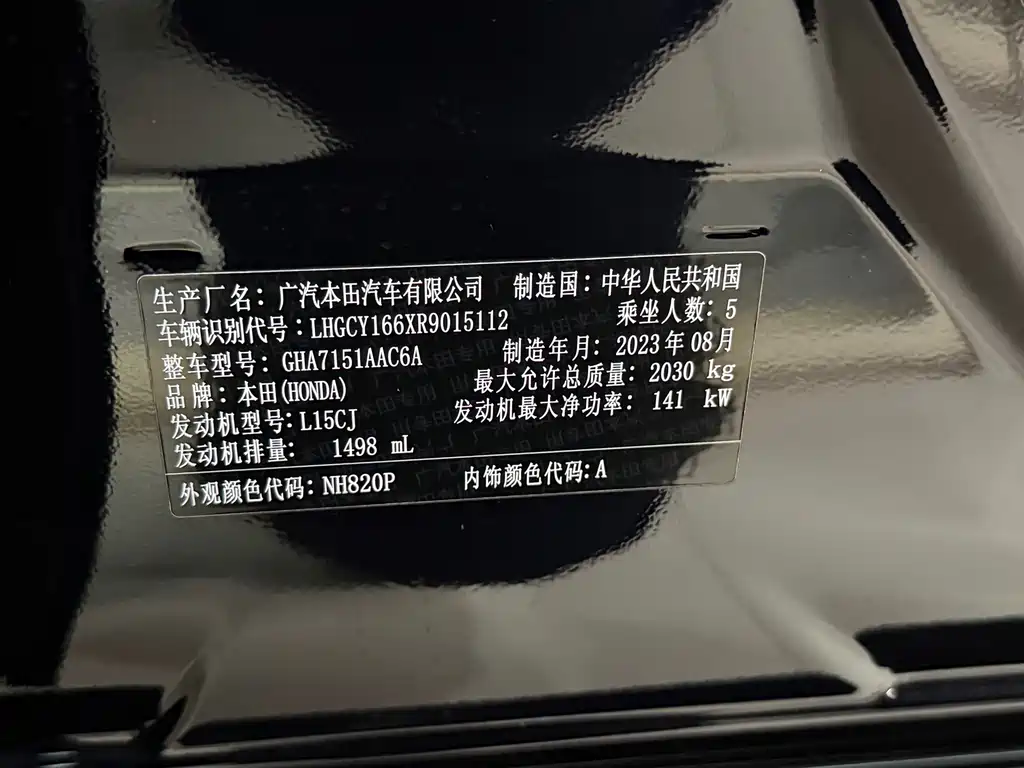 生产厂名：广汽本田汽车有限公司 制造国：中华人民共和国
车辆识别代号：LHGCY166XR9015112 乘坐人数：5
整车型号：GHA7151AAC6A 制造年月：2023年08月
品牌：本田(HONDA) 最大允许总质量：2030 kg
发动机型号：L15CJ 发动机最大净功率：141 kW
发动机排量：1498 mL
外观颜色代码：NH820P 内饰颜色代码：A